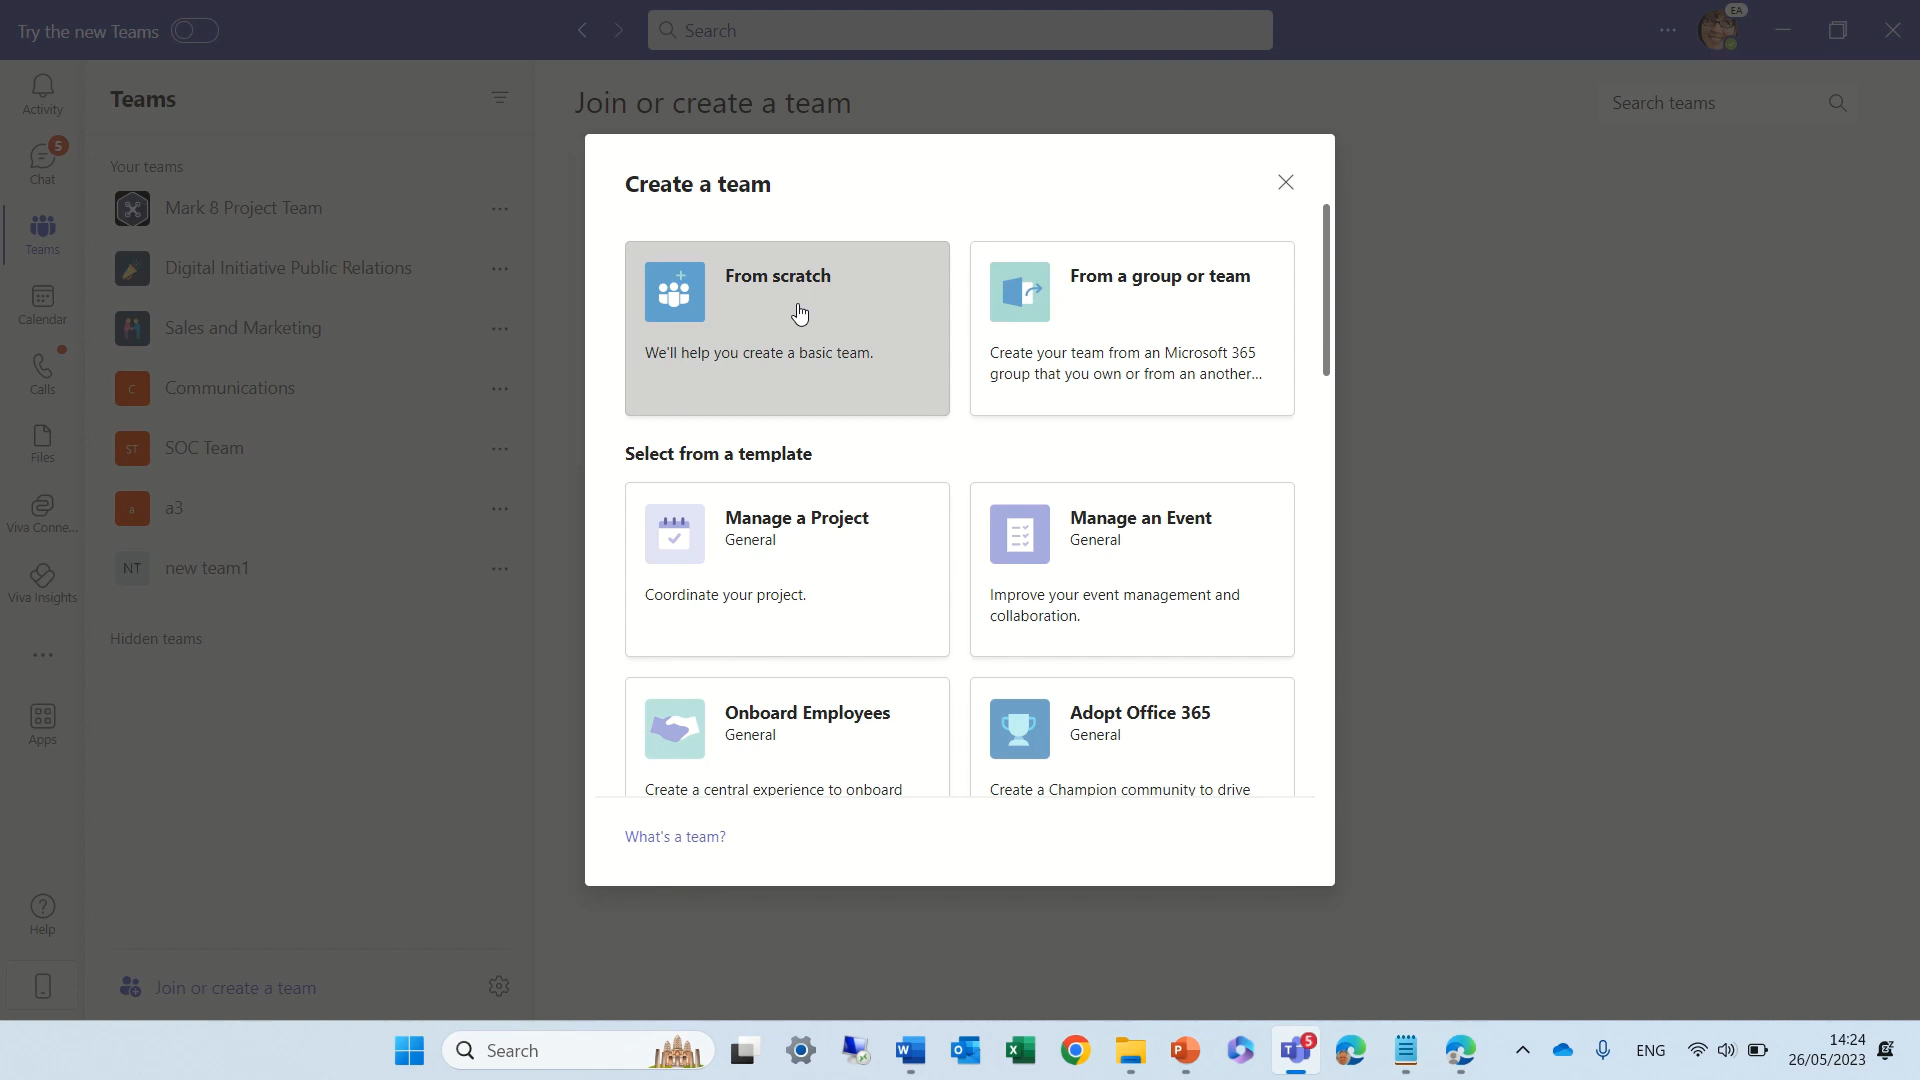 Try the new Teams
Search
EA
Activity
5
Chat
Teams
Calendar
Calls
Files
Viva Conne...
Viva Insights
Apps
Help
Teams
Your teams
Mark 8 Project Team
Digital Initiative Public Relations
Sales and Marketing
C Communications
ST SOC Team
a a3
NT new team1
Hidden teams
Join or create a team
Join or create a team
Search teams
Create a team
From scratch
We'll help you create a basic team.
From a group or team
Create your team from an Microsoft 365
group that you own or from an another...
Select from a template
Manage a Project
General
Coordinate your project.
Manage an Event
General
Improve your event management and
collaboration.
Onboard Employees
General
Create a central experience to onboard
Adopt Office 365
General
Create a Champion community to drive
What's a team?
Search
5
ENG
14:24
26/05/2023